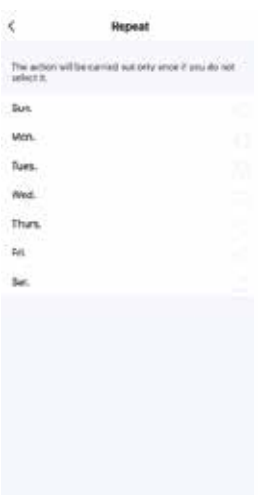 Repeat
The action will be carried out only once if you do not
select it.
Sun.
Mon.
Tues.
Wed.
Thurs.
Fri.
Sat.